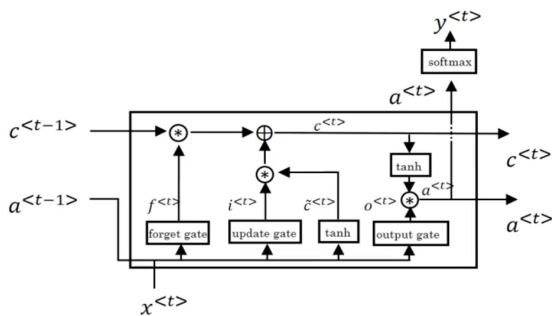 y<t>
softmax
a<t>
c<t-1>
c<t>
c<t>
tanh
a<t-1>
f<t>
i<t>
c̃<t>
o<t>
a<t>
a<t>
forget gate
update gate
tanh
output gate
x<t>